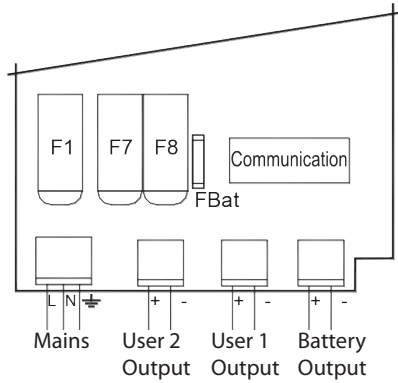 F1 F7 F8
Communication
FBat
L N
+ - + - + -
Mains User 2 User 1 Battery
Output Output Output